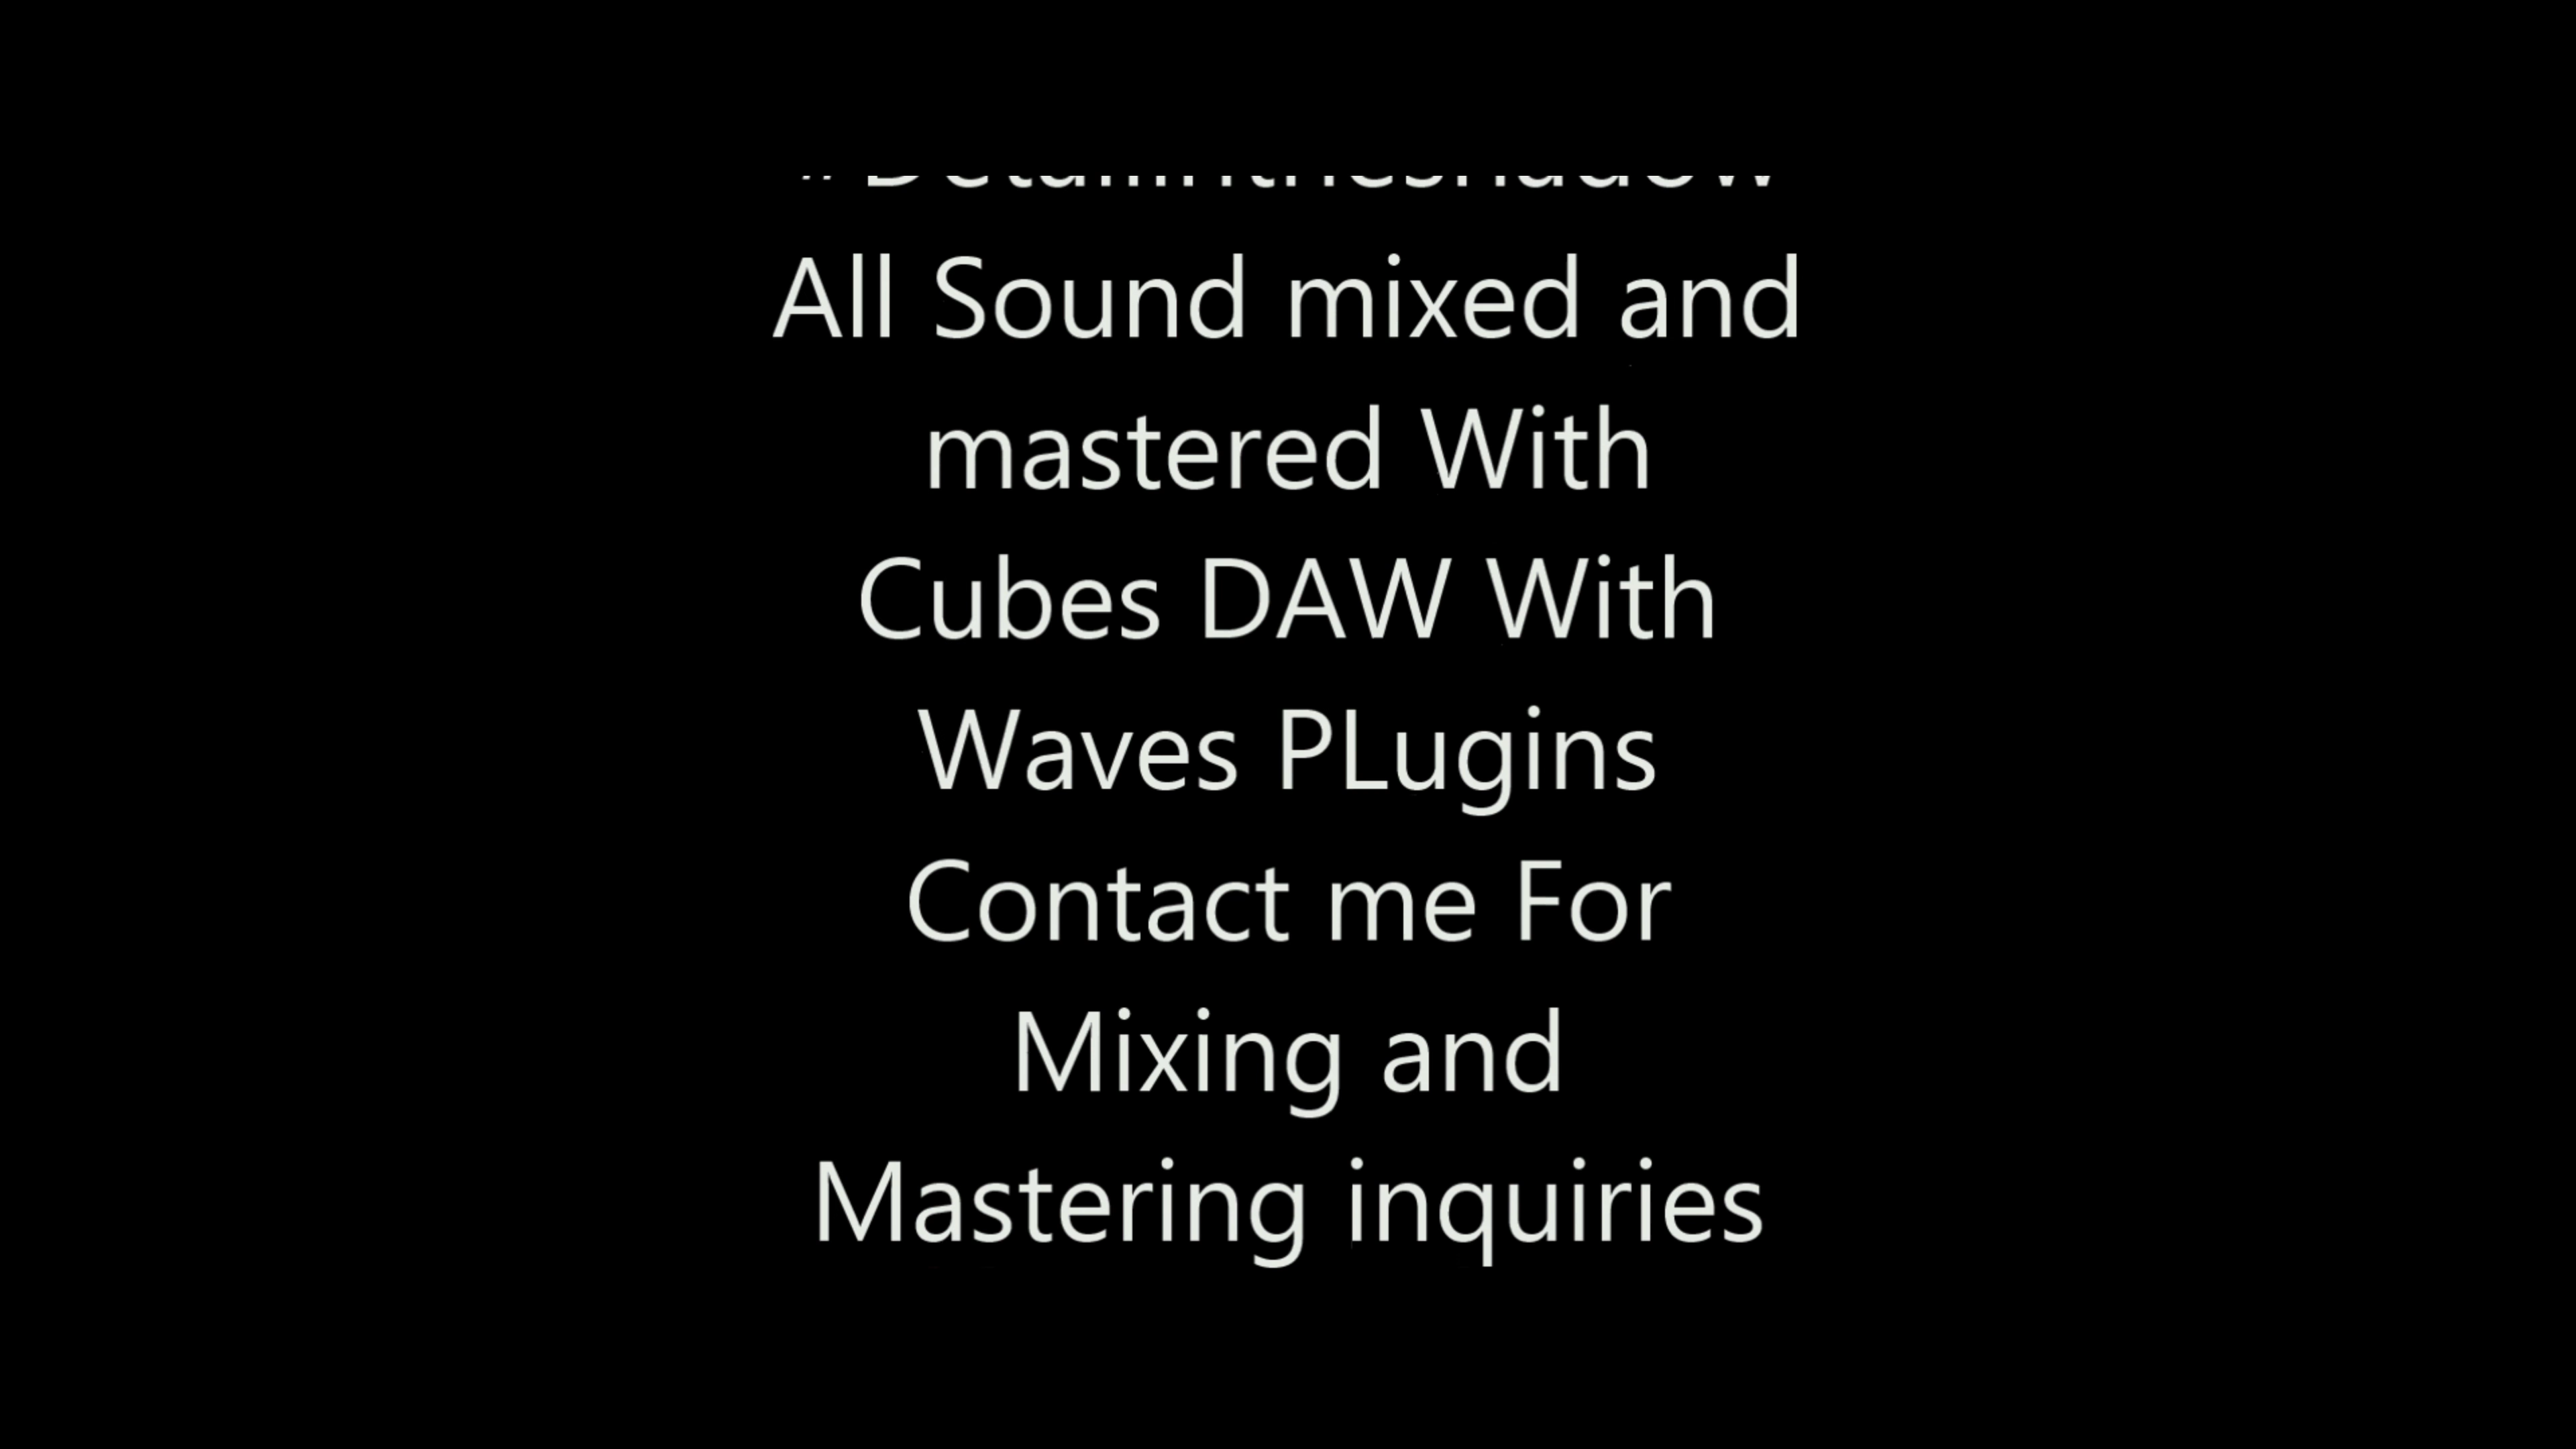 All Sound mixed and
mastered With
Cubes DAW With
Waves PLugins
Contact me For
Mixing and
Mastering inquiries